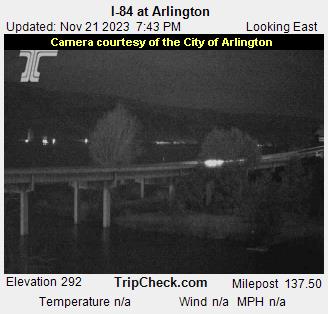 I-84 at Arlington
Updated: Nov 21 2023 7:43 PM Looking East
Camera courtesy of the City of Arlington
Elevation 292 TripCheck.com Milepost 137.50
Temperature n/a Wind n/a MPH n/a